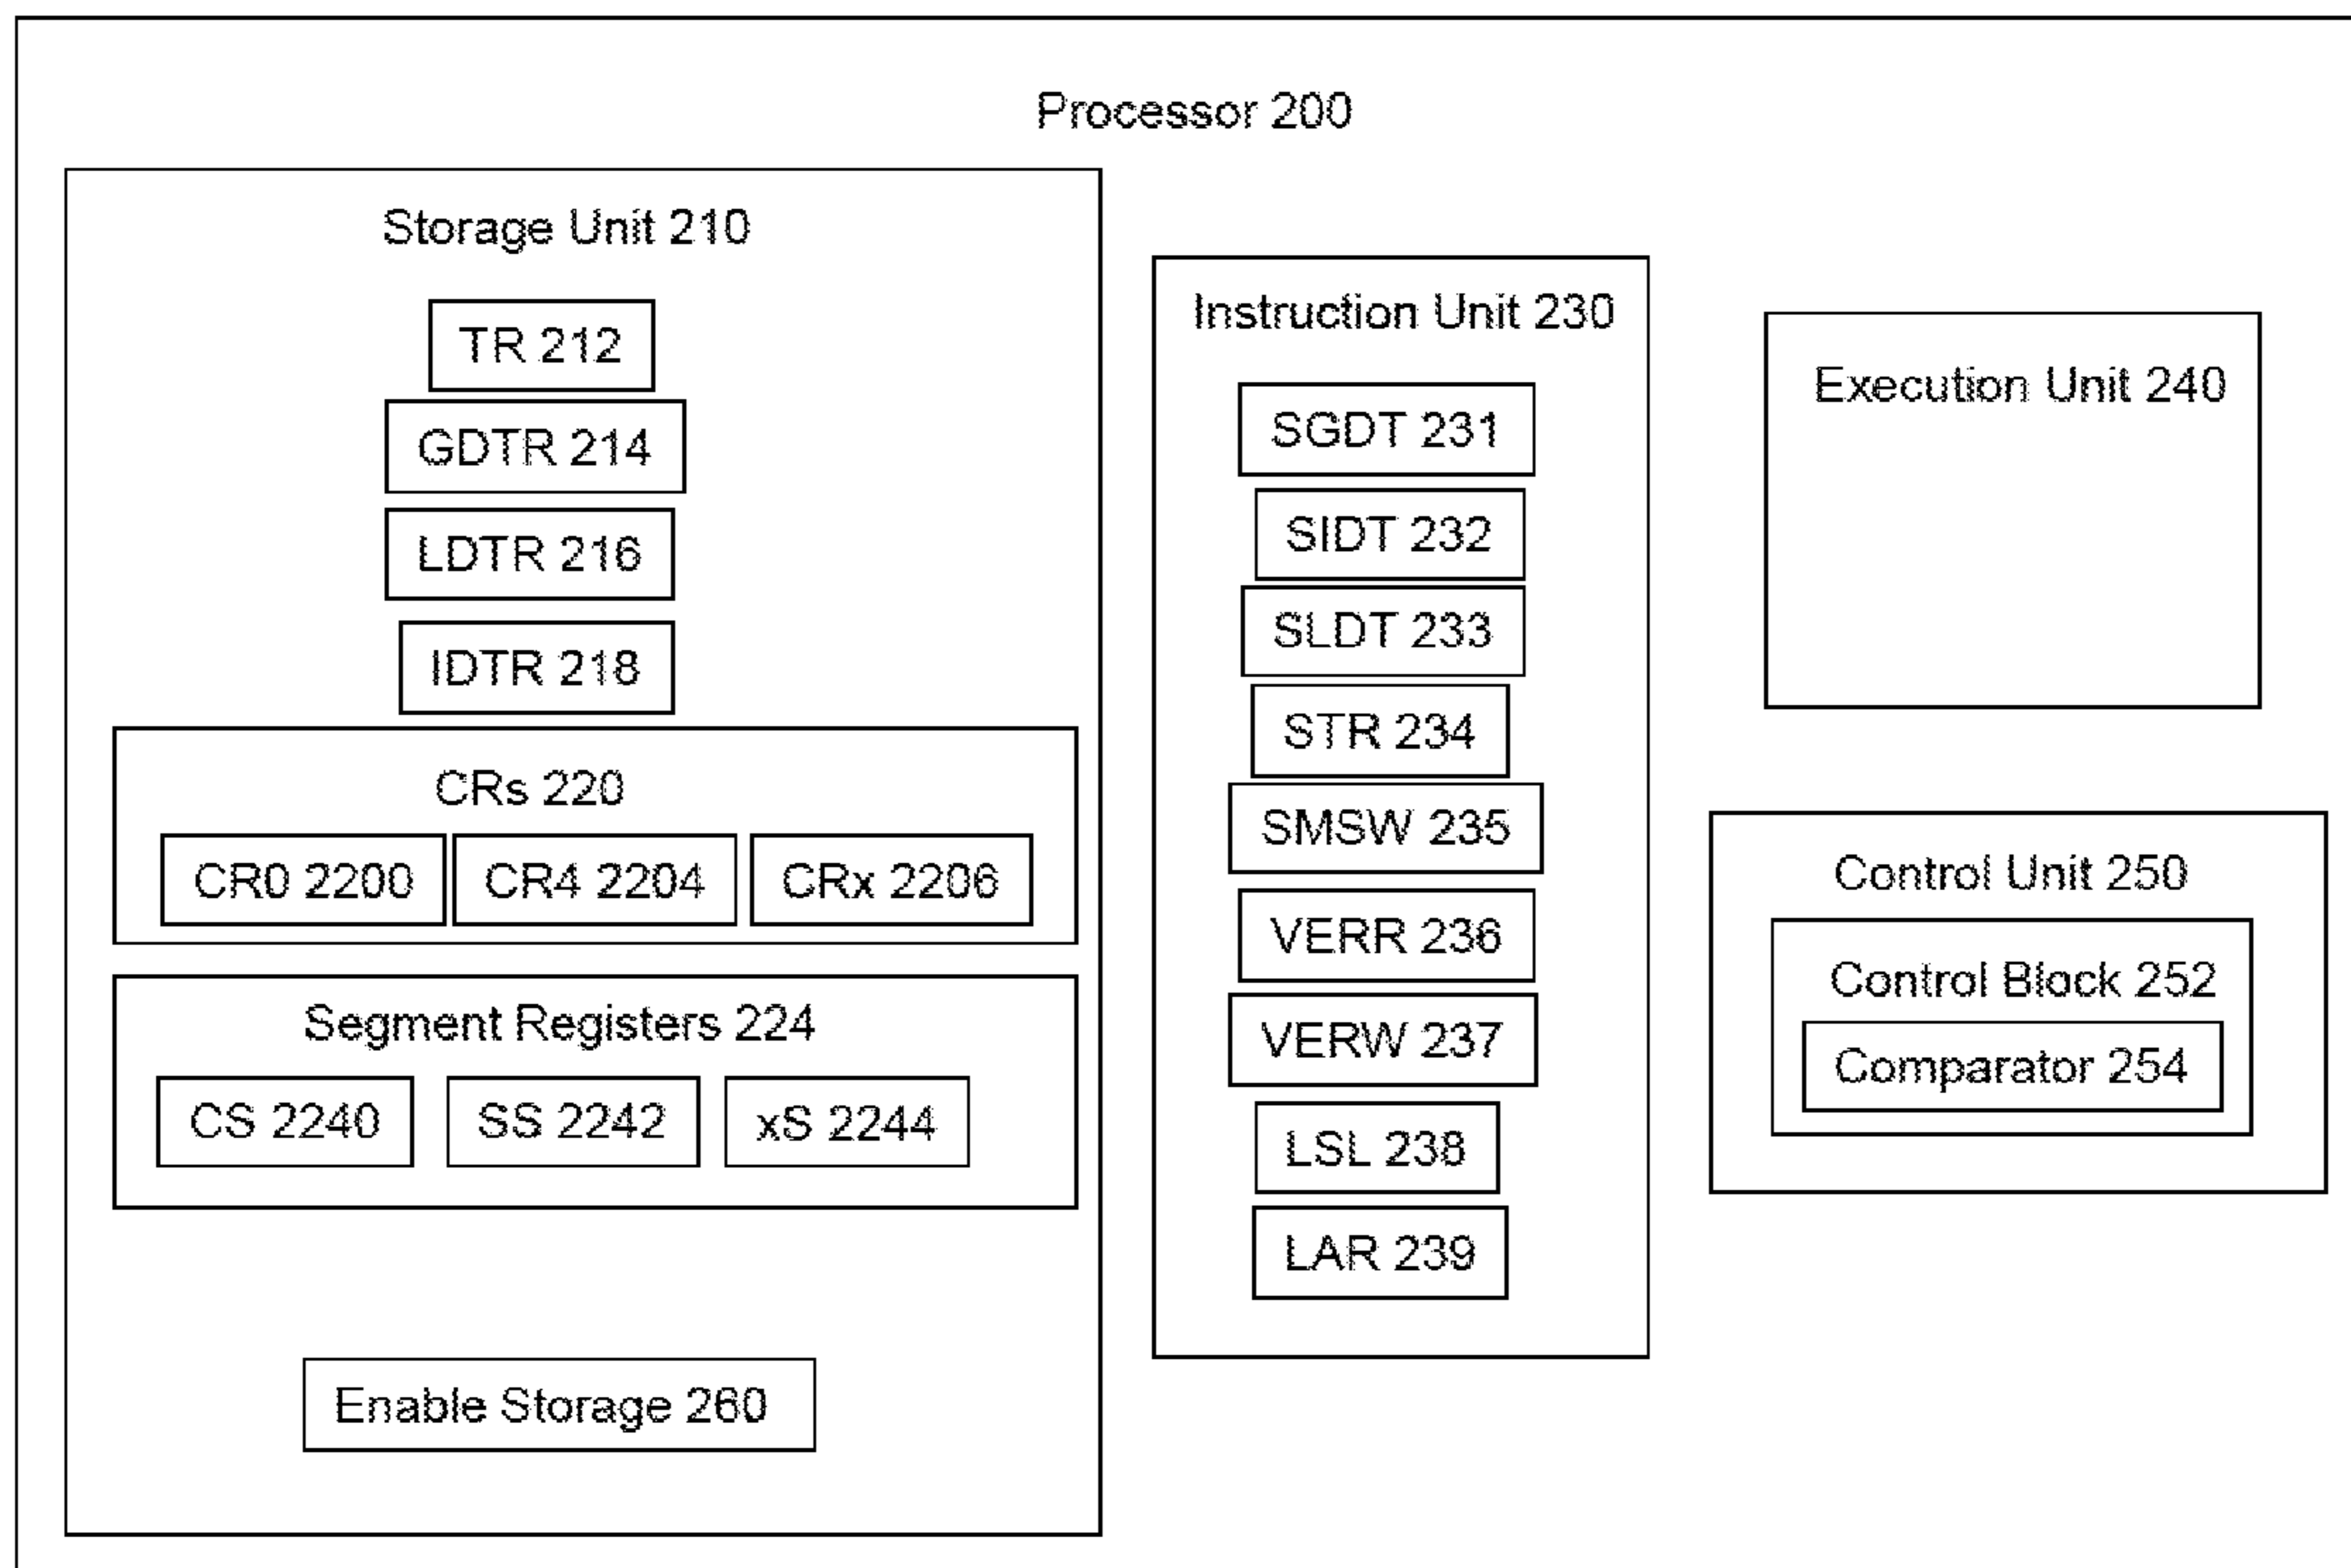 Processor 200
Storage Unit 210
TR 212
GDTR 214
LDTR 216
IDTR 218
CRs 220
CR0 2200
CR4 2204
CRx 2206
Segment Registers 224
CS 2240
SS 2242
xS 2244
Enable Storage 260
Instruction Unit 230
SGDT 231
SIDT 232
SLDT 233
STR 234
SMSW 235
VERR 236
VERW 237
LSL 238
LAR 239
Execution Unit 240
Control Unit 250
Control Block 252
Comparator 254